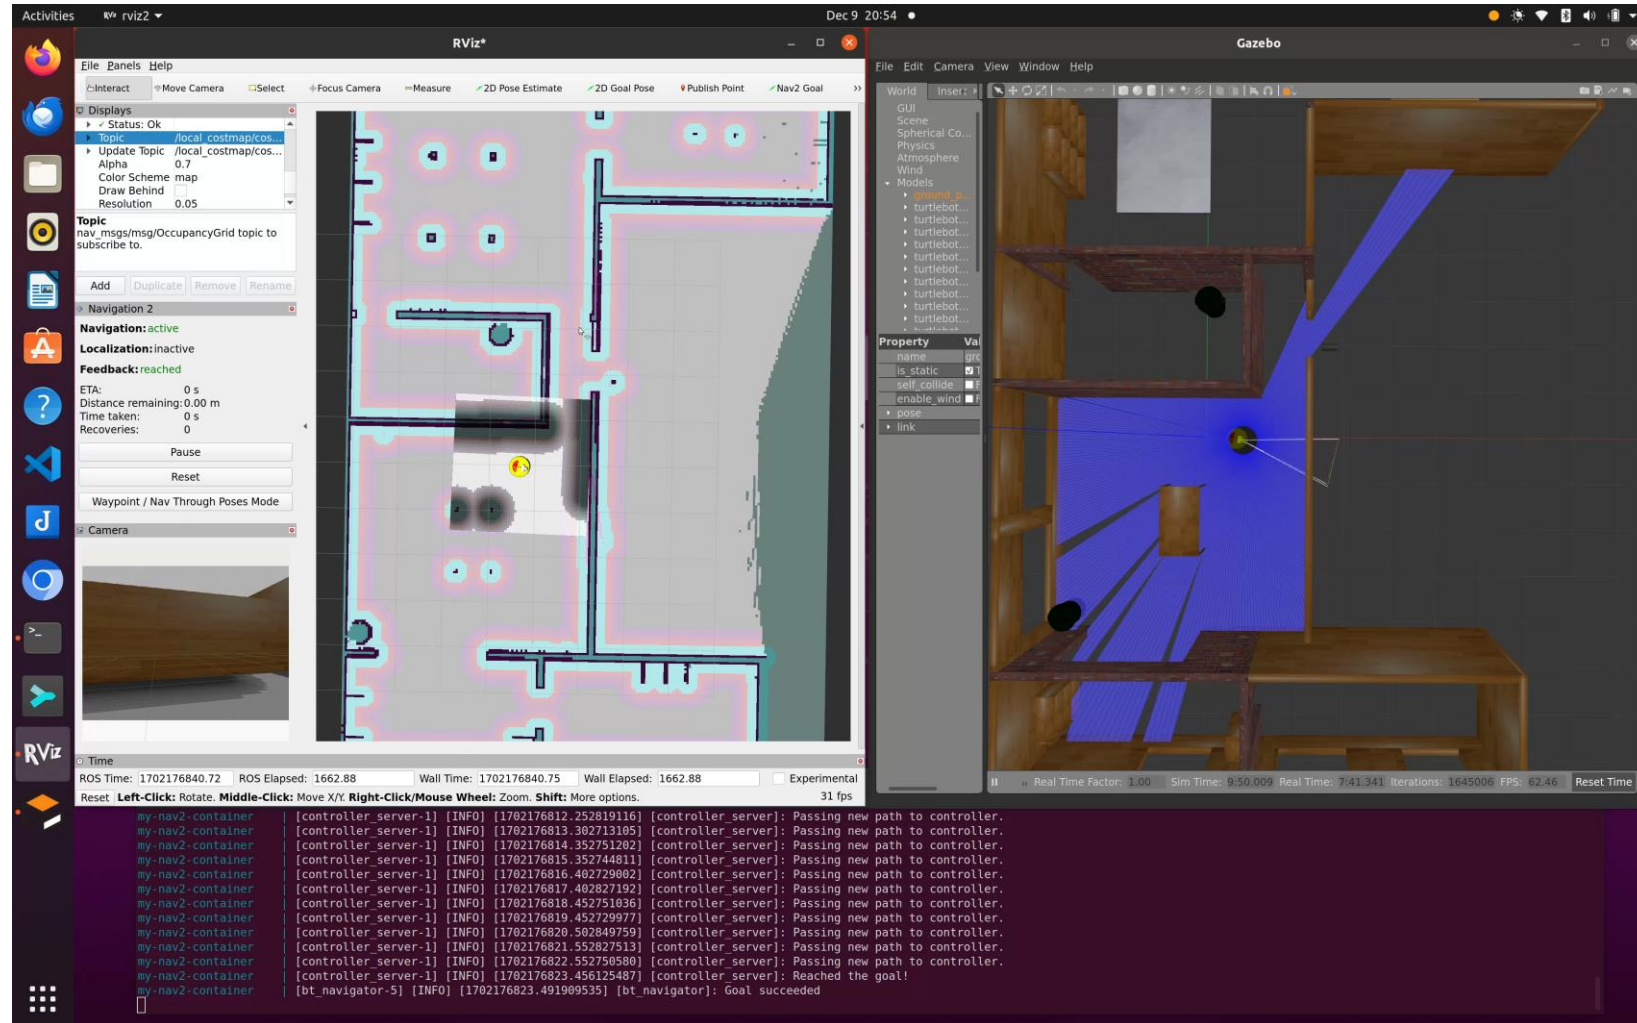 Activities
rviz2
Dec 9 20:54
RViz*
File Panels Help
Interact
Move Camera
Select
Focus Camera
Measure
2D Pose Estimate
2D Goal Pose
Publish Point
Nav2 Goal
»
Displays
✓ Status: Ok
Topic /local_costmap/cos...
Update Topic /local_costmap/cos...
Alpha 0.7
Color Scheme map
Draw Behind
Resolution 0.05
Topic
nav_msgs/msg/OccupancyGrid topic to
subscribe to.
Add Duplicate Remove Rename
Navigation 2
Navigation: active
Localization: inactive
Feedback: reached
ETA: 0 s
Distance remaining: 0.00 m
Time taken: 0 s
Recoveries: 0
Pause
Reset
Waypoint / Nav Through Poses Mode
Camera
RViz
Time
ROS Time: 1702176840.72 ROS Elapsed: 1662.88 Wall Time: 1702176840.75 Wall Elapsed: 1662.88 Experimental
Reset Left-Click: Rotate. Middle-Click: Move X/Y. Right-Click/Mouse Wheel: Zoom. Shift: More options. 31 fps
Gazebo
File Edit Camera View Window Help
World Insert
GUI
Scene
Spherical Co...
Physics
Atmosphere
Wind
Models
ground_p...
turtlebot...
turtlebot...
turtlebot...
turtlebot...
turtlebot...
turtlebot...
turtlebot...
turtlebot...
turtlebot...
turtlebot...
turtlebot...
Property Val
name gro
is_static T
self_collide F
enable_wind F
pose
link
Real Time Factor: 1.00 Sim Time: 9:50.009 Real Time: 7:41.341 Iterations: 1645006 FPS: 62.46 Reset Time
my-nav2-container | [controller_server-1] [INFO] [1702176812.252819116] [controller_server]: Passing new path to controller.
my-nav2-container | [controller_server-1] [INFO] [1702176813.302713105] [controller_server]: Passing new path to controller.
my-nav2-container | [controller_server-1] [INFO] [1702176814.352751202] [controller_server]: Passing new path to controller.
my-nav2-container | [controller_server-1] [INFO] [1702176815.352744811] [controller_server]: Passing new path to controller.
my-nav2-container | [controller_server-1] [INFO] [1702176816.402729002] [controller_server]: Passing new path to controller.
my-nav2-container | [controller_server-1] [INFO] [1702176817.402827192] [controller_server]: Passing new path to controller.
my-nav2-container | [controller_server-1] [INFO] [1702176818.452751036] [controller_server]: Passing new path to controller.
my-nav2-container | [controller_server-1] [INFO] [1702176819.452729977] [controller_server]: Passing new path to controller.
my-nav2-container | [controller_server-1] [INFO] [1702176820.502849759] [controller_server]: Passing new path to controller.
my-nav2-container | [controller_server-1] [INFO] [1702176821.552827513] [controller_server]: Passing new path to controller.
my-nav2-container | [controller_server-1] [INFO] [1702176822.552750580] [controller_server]: Passing new path to controller.
my-nav2-container | [controller_server-1] [INFO] [1702176823.456125487] [controller_server]: Reached the goal!
my-nav2-container | [bt_navigator-5] [INFO] [1702176823.491909535] [bt_navigator]: Goal succeeded